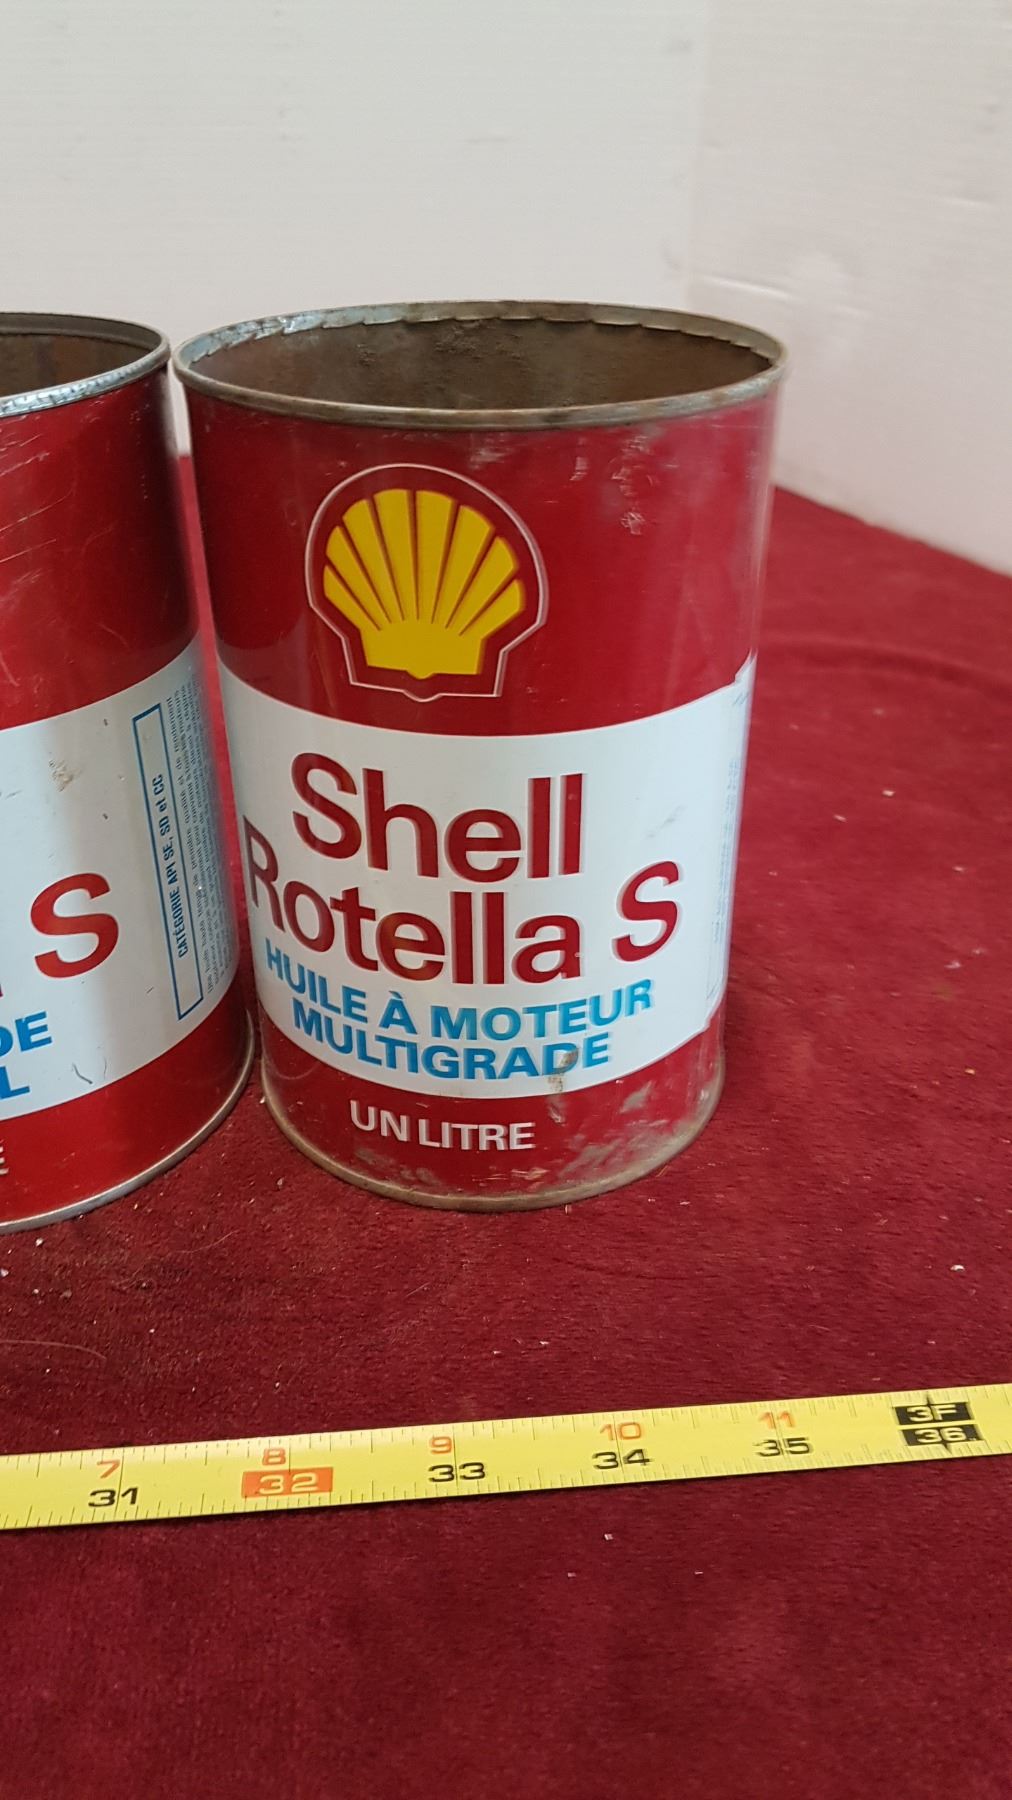 Shell
Rotella S
HUILE À MOTEUR
MULTIGRADE
UN LITRE
S
DE
L
E
CATÉGORIE API SE, SD et CC
7 8 9 10 11 3F
31 32 33 34 35 36